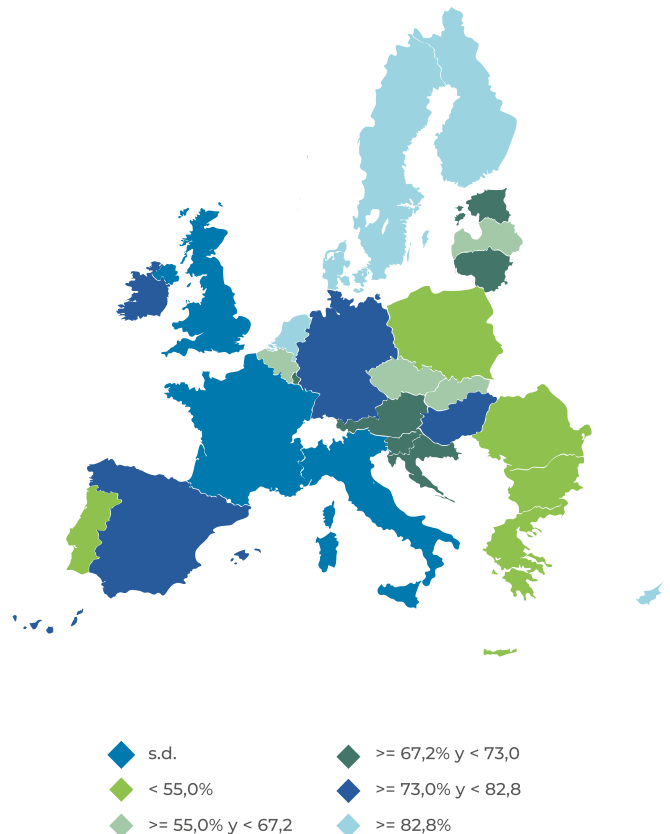 s.d.
< 55,0%
>= 55,0% y < 67,2
>= 67,2% y < 73,0
>= 73,0% y < 82,8
>= 82,8%